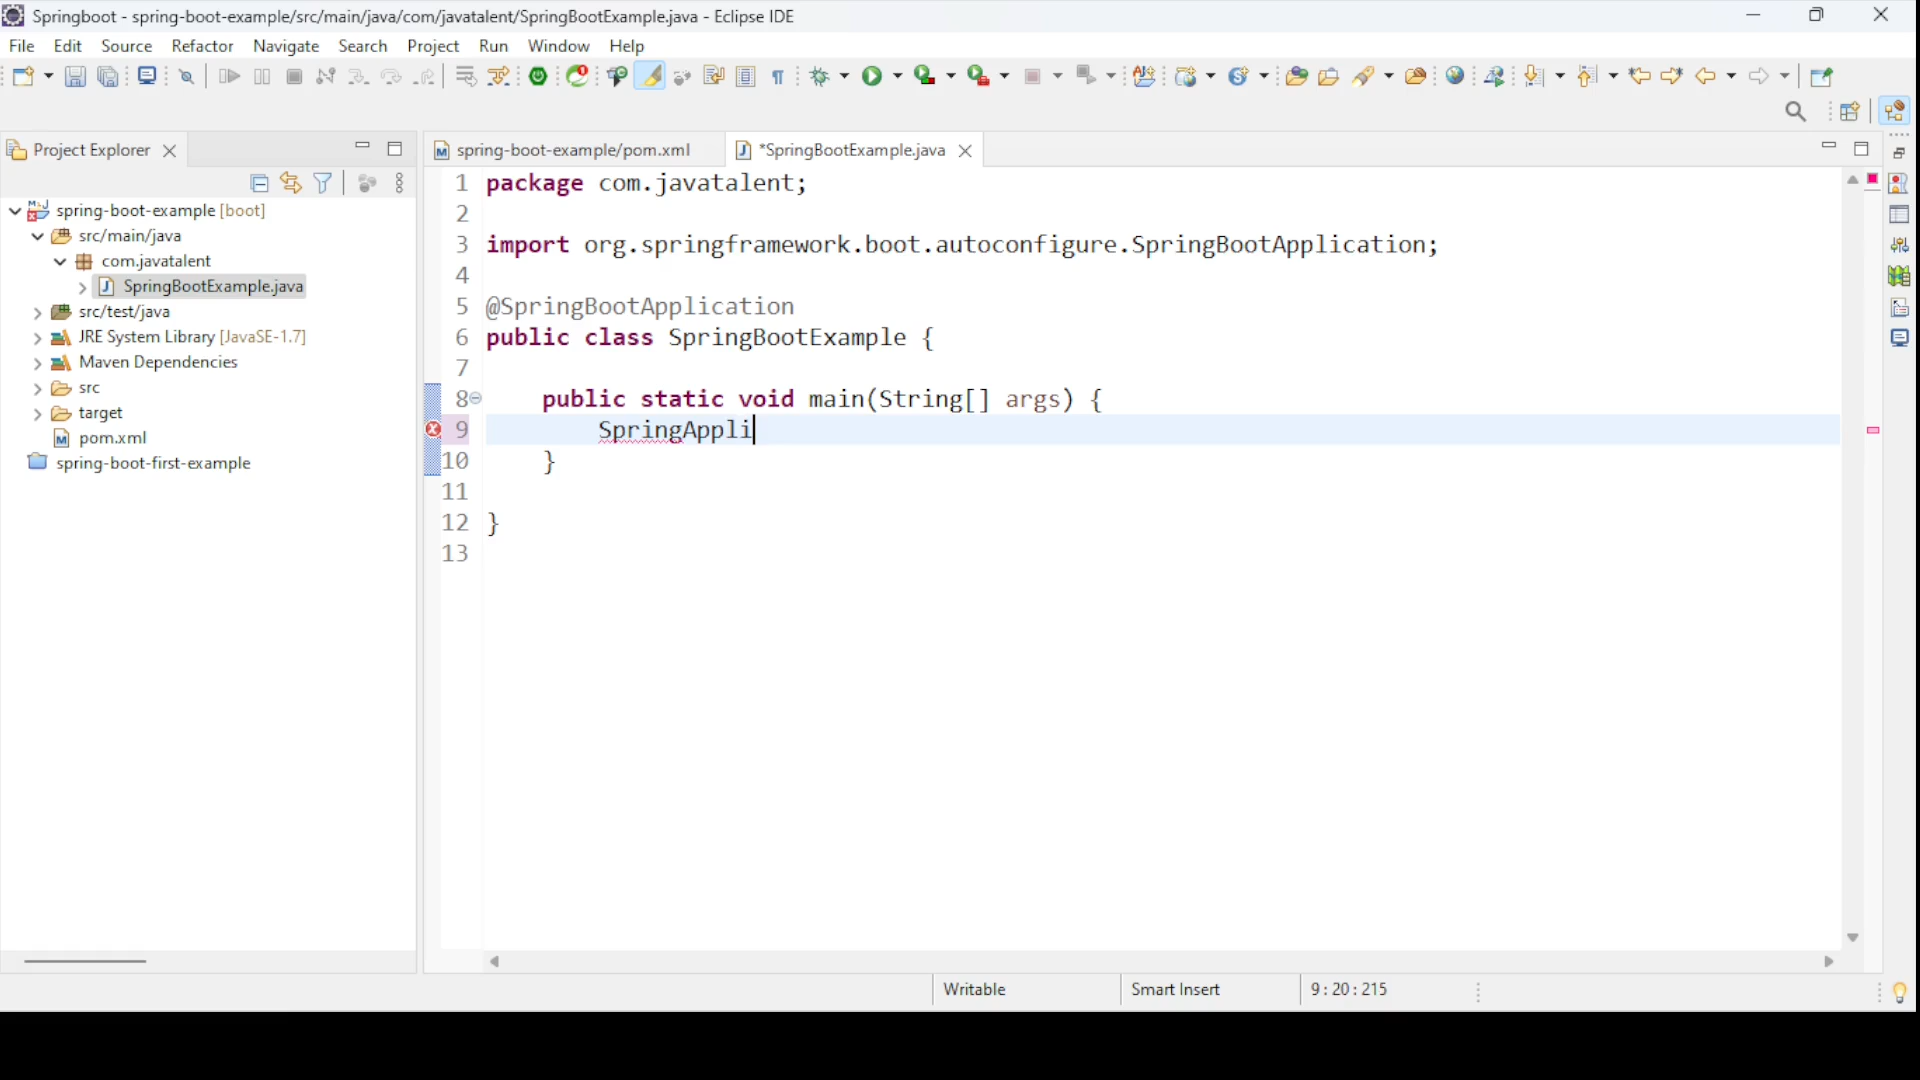 Springboot - spring-boot-example/src/main/java/com/javatalent/SpringBootExample.java - Eclipse IDE
File Edit Source Refactor Navigate Search Project Run Window Help
Project Explorer
spring-boot-example [boot]
src/main/java
com.javatalent
SpringBootExample.java
src/test/java
JRE System Library [JavaSE-1.7]
Maven Dependencies
src
target
pom.xml
spring-boot-first-example
spring-boot-example/pom.xml *SpringBootExample.java
1 package com.javatalent;
2
3 import org.springframework.boot.autoconfigure.SpringBootApplication;
4
5 @SpringBootApplication
6 public class SpringBootExample {
7
8 public static void main(String[] args) {
9 SpringAppli
10 }
11
12 }
13
Writable Smart Insert 9 : 20 : 215